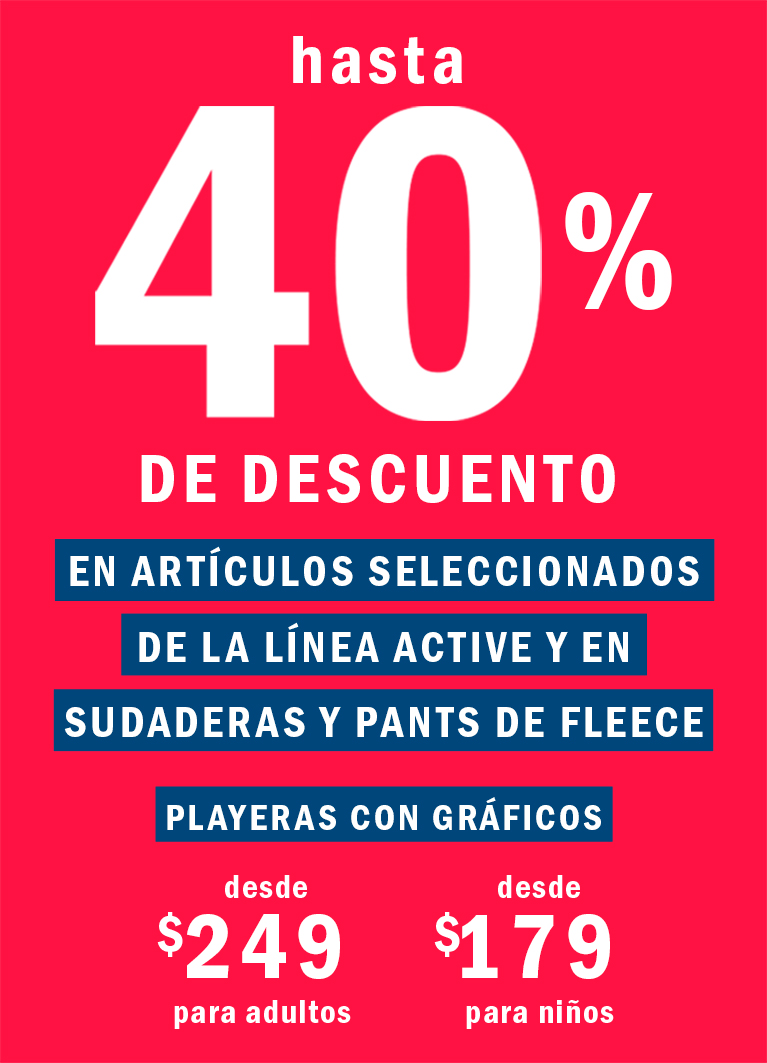 hasta
40%
DE DESCUENTO
EN ARTÍCULOS SELECCIONADOS
DE LA LÍNEA ACTIVE Y EN
SUDADERAS Y PANTS DE FLEECE
PLAYERAS CON GRÁFICOS
desde
$249
para adultos
desde
$179
para niños